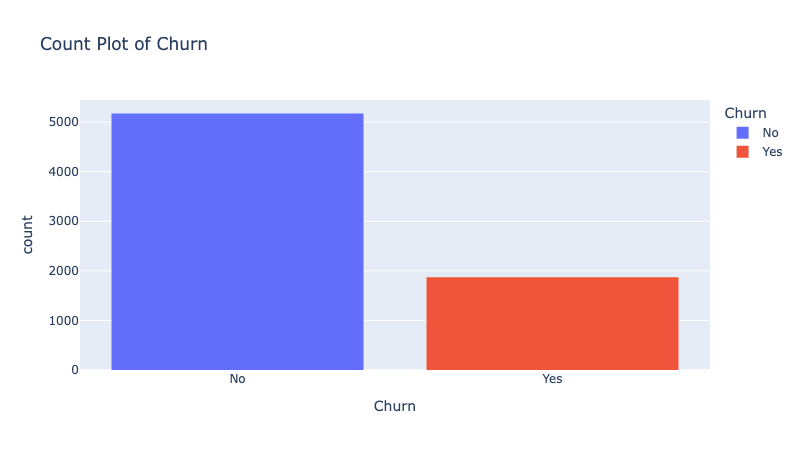 Count Plot of Churn
Churn
No
Yes
5000
4000
3000
2000
1000
0
count
No Yes
Churn